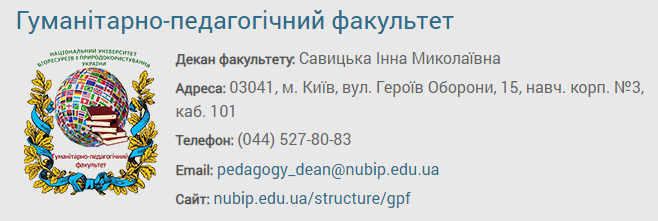 Гуманітарно-педагогічний факультет
НАЦІОНАЛЬНИЙ УНІВЕРСИТЕТ
БІОРЕСУРСІВ І ПРИРОДОКОРИСТУВАННЯ
УКРАЇНИ
Гуманітарно-педагогічний
факультет
Декан факультету: Савицька Інна Миколаївна
Адреса: 03041, м. Київ, вул. Героїв Оборони, 15, навч. корп. №3,
каб. 101
Телефон: (044) 527-80-83
Email: pedagogy_dean@nubip.edu.ua
Сайт: nubip.edu.ua/structure/gpf